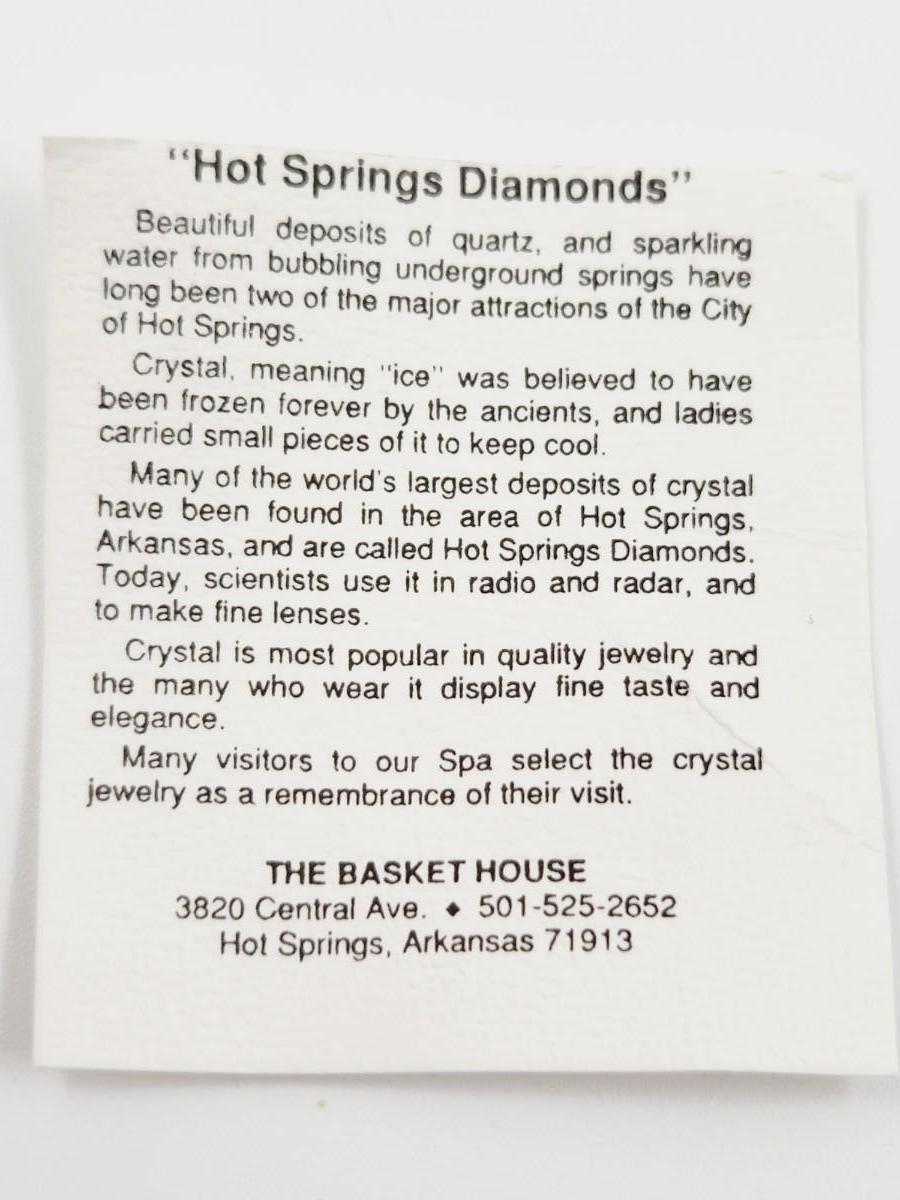 "Hot Springs Diamonds"
Beautiful deposits of quartz, and sparkling
water from bubbling underground springs have
long been two of the major attractions of the City
of Hot Springs.
Crystal, meaning "ice" was believed to have
been frozen forever by the ancients, and ladies
carried small pieces of it to keep cool.
Many of the world's largest deposits of crystal
have been found in the area of Hot Springs,
Arkansas, and are called Hot Springs Diamonds.
Today, scientists use it in radio and radar, and
to make fine lenses.
Crystal is most popular in quality jewelry and
the many who wear it display fine taste and
elegance.
Many visitors to our Spa select the crystal
jewelry as a remembrance of their visit.
THE BASKET HOUSE
3820 Central Ave. ♦ 501-525-2652
Hot Springs, Arkansas 71913